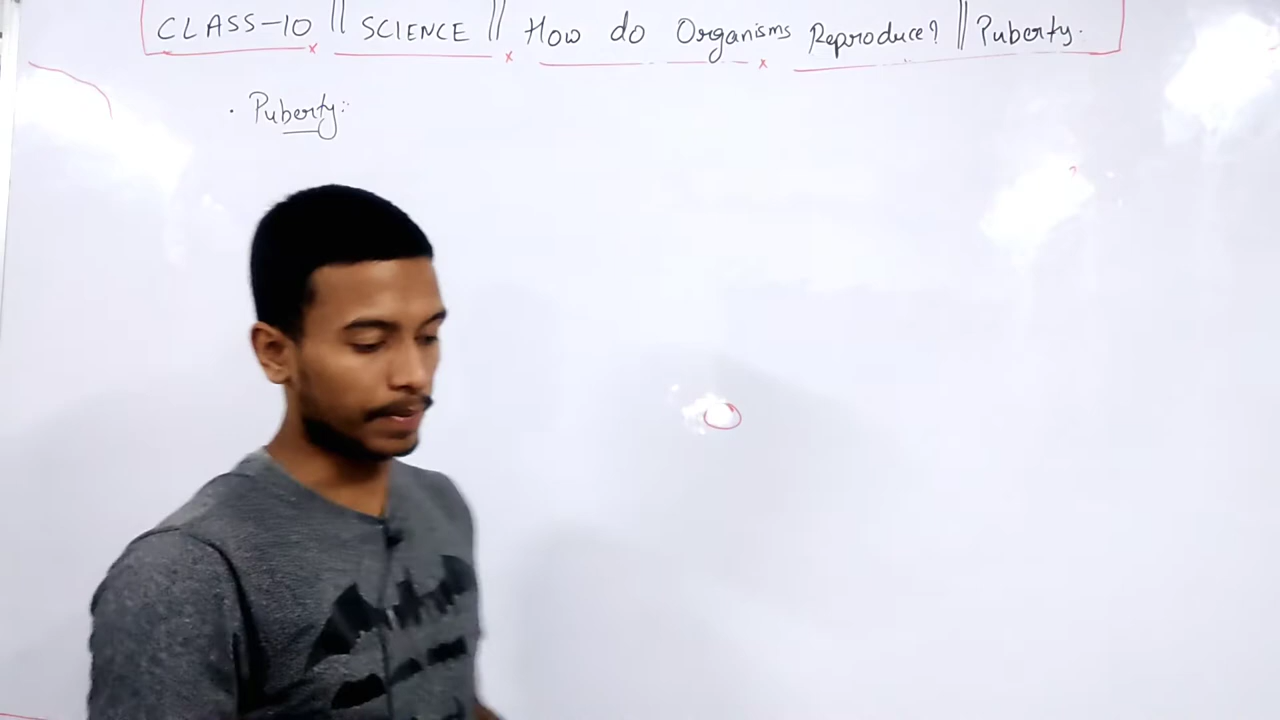 CLASS-10 || SCIENCE || How do Organisms Reproduce? || Puberty.
• Puberty: